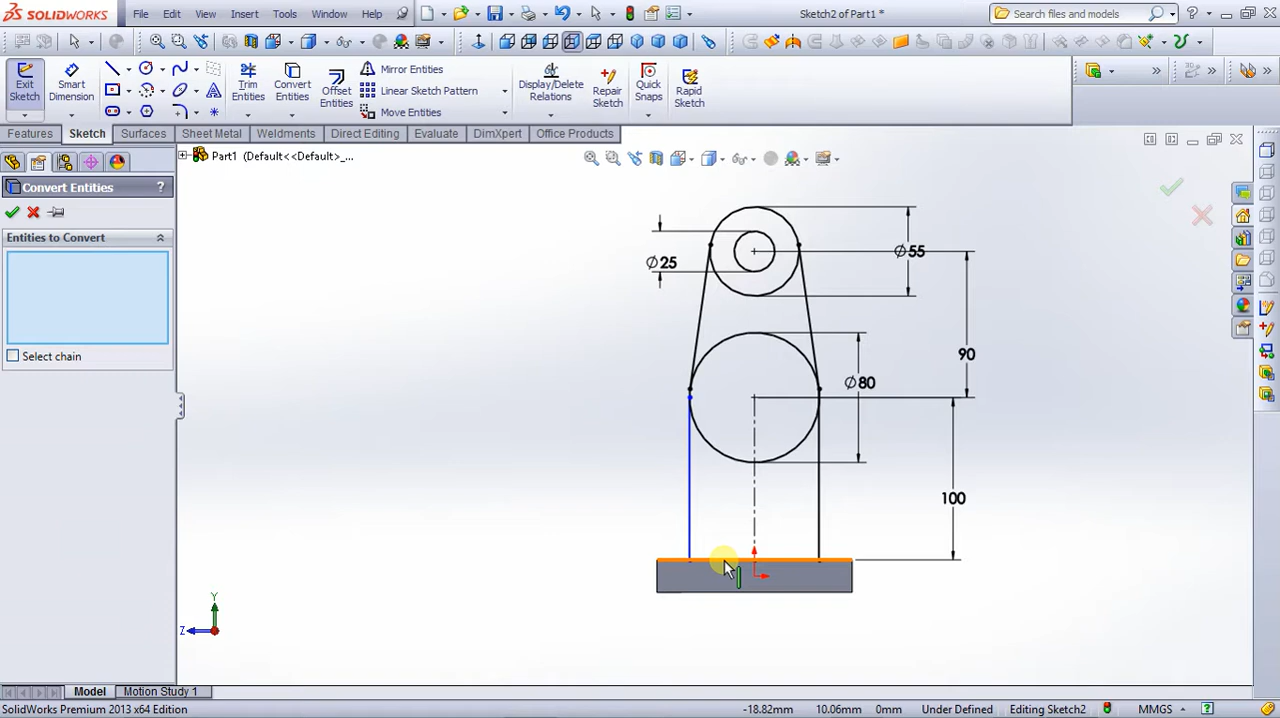 SOLIDWORKS File Edit View Insert Tools Window Help Sketch2 of Part1 * Search files and models
Exit Sketch
Smart Dimension
Trim Entities
Convert Entities
Offset Entities
Mirror Entities
Linear Sketch Pattern
Move Entities
Display/Delete Relations
Repair Sketch
Quick Snaps
Rapid Sketch
Features Sketch Surfaces Sheet Metal Weldments Direct Editing Evaluate DimXpert Office Products
Part1 (Default<<Default>_...
Convert Entities ?
Entities to Convert
Select chain
Ø25
Ø55
90
Ø80
100
Y
Z
Model Motion Study 1
SolidWorks Premium 2013 x64 Edition -18.82mm 10.06mm 0mm Under Defined Editing Sketch2 MMGS